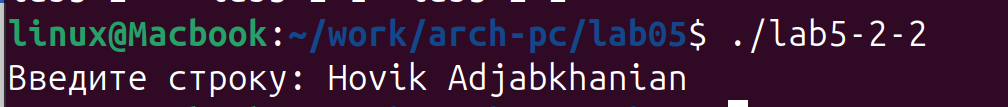 linux@Macbook:~/work/arch-pc/lab05$ ./lab5-2-2
Введите строку: Hovik Adjabkhanian